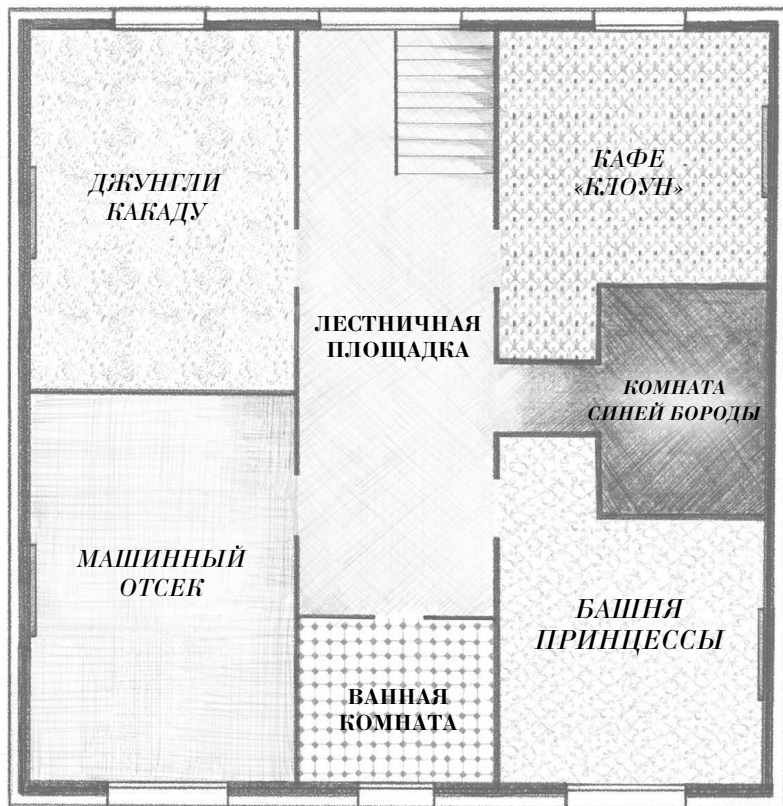 ДЖУНГЛИ
КАКАДУ
КАФЕ
«КЛОУН»
ЛЕСТНИЧНАЯ
ПЛОЩАДКА
КОМНАТА
СИНЕЙ БОРОДЫ
МАШИННЫЙ
ОТСЕК
БАШНЯ
ПРИНЦЕССЫ
ВАННАЯ
КОМНАТА